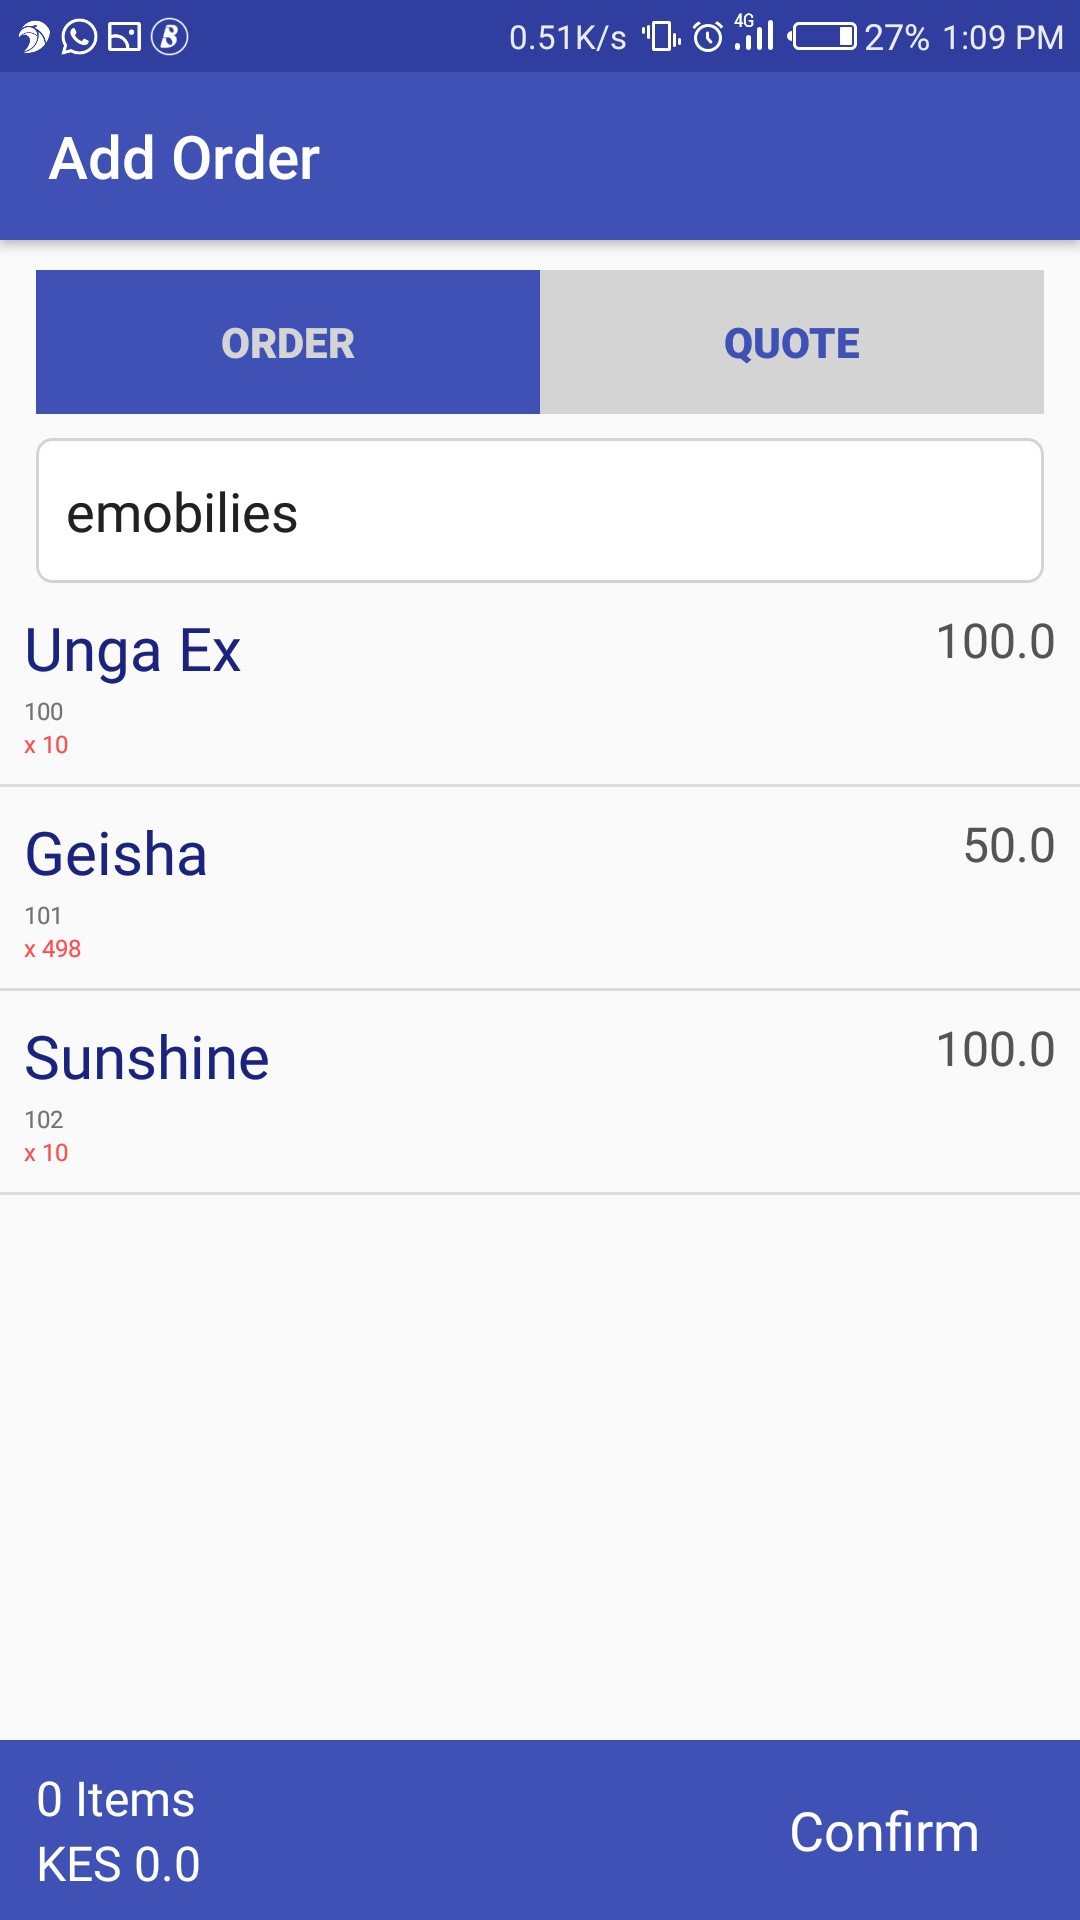 0.51K/s 4G 27% 1:09 PM
Add Order
ORDER QUOTE
emobilies
Unga Ex 100.0
100
x 10
Geisha 50.0
101
x 498
Sunshine 100.0
102
x 10
0 Items
KES 0.0
Confirm